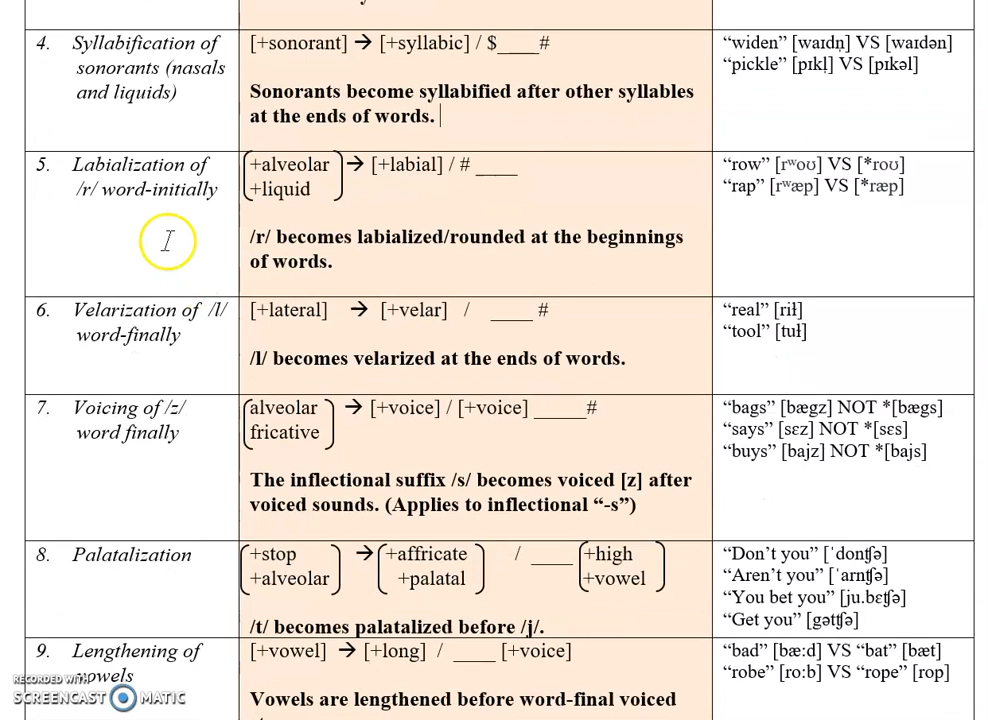 4. Syllabification of sonorants (nasals and liquids)
[+sonorant] → [+syllabic] / $____#
Sonorants become syllabified after other syllables
at the ends of words.
"widen" [waɪdn̩] VS [waɪdən]
"pickle" [pɪkl̩] VS [pɪkəl]
5. Labialization of
/r/ word-initially
+alveolar → [+labial] / # ____
+liquid
/r/ becomes labialized/rounded at the beginnings
of words.
"row" [rʷoʊ] VS [*roʊ]
"rap" [rʷæp] VS [*ræp]
6. Velarization of /l/
word-finally
[+lateral] → [+velar] / ____ #
/l/ becomes velarized at the ends of words.
"real" [riɫ]
"tool" [tuɫ]
7. Voicing of /z/
word finally
alveolar → [+voice] / [+voice] _____#
fricative
The inflectional suffix /s/ becomes voiced [z] after
voiced sounds. (Applies to inflectional "-s")
"bags" [bægz] NOT *[bægs]
"says" [sɛz] NOT *[sɛs]
"buys" [bajz] NOT *[bajs]
8. Palatalization
+stop → +affricate / ____ +high
+alveolar +palatal +vowel
/t/ becomes palatalized before /j/.
"Don't you" [ˈdonʧə]
"Aren't you" [ˈarnʧə]
"You bet you" [ju.bɛʧə]
"Get you" [gətʧə]
9. Lengthening of
vowels
[+vowel] → [+long] / ____ [+voice]
Vowels are lengthened before word-final voiced
"bad" [bæ:d] VS "bat" [bæt]
"robe" [ro:b] VS "rope" [rop]
RECORDED WITH
SCREENCAST MATIC